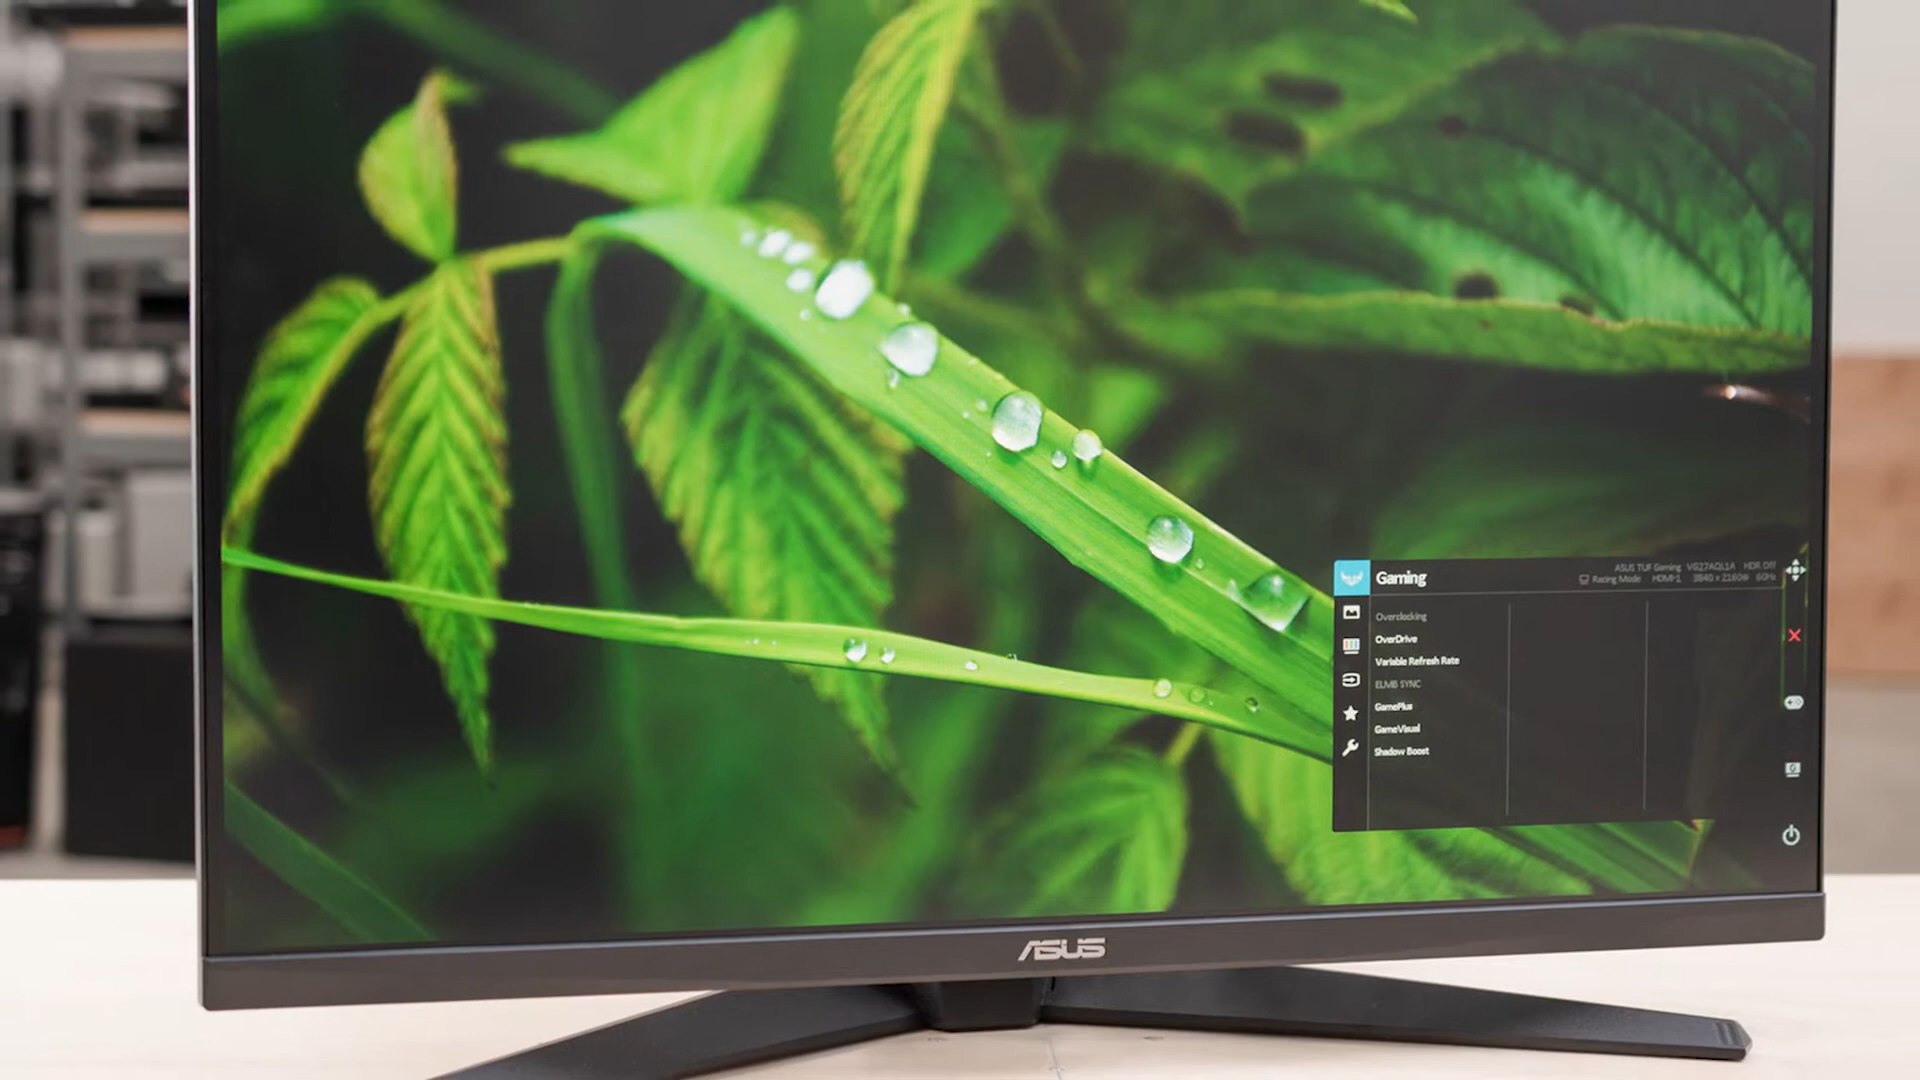 Gaming
ASUS TUF Gaming VG27AQL1A HDR Off
Racing Mode HDMI-1 3840 x 2160@ 60Hz
Overclocking
OverDrive
Variable Refresh Rate
ELMB SYNC
GamePlus
GameVisual
Shadow Boost
ASUS